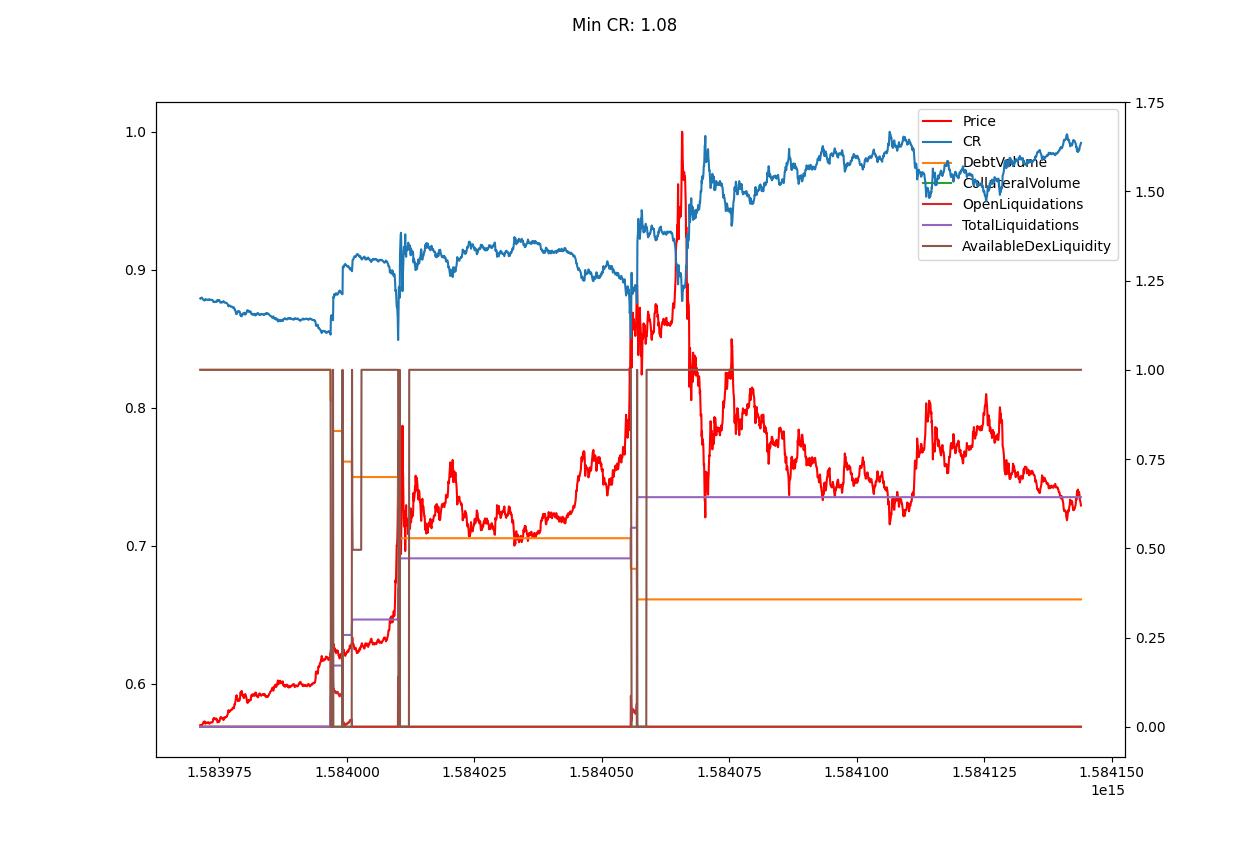 Min CR: 1.08
1.0
0.9
0.8
0.7
0.6
1.75
1.50
1.25
1.00
0.75
0.50
0.25
0.00
Price
CR
DebtVolume
CollateralVolume
OpenLiquidations
TotalLiquidations
AvailableDexLiquidity
1.583975 1.584000 1.584025 1.584050 1.584075 1.584100 1.584125 1.584150
1e15